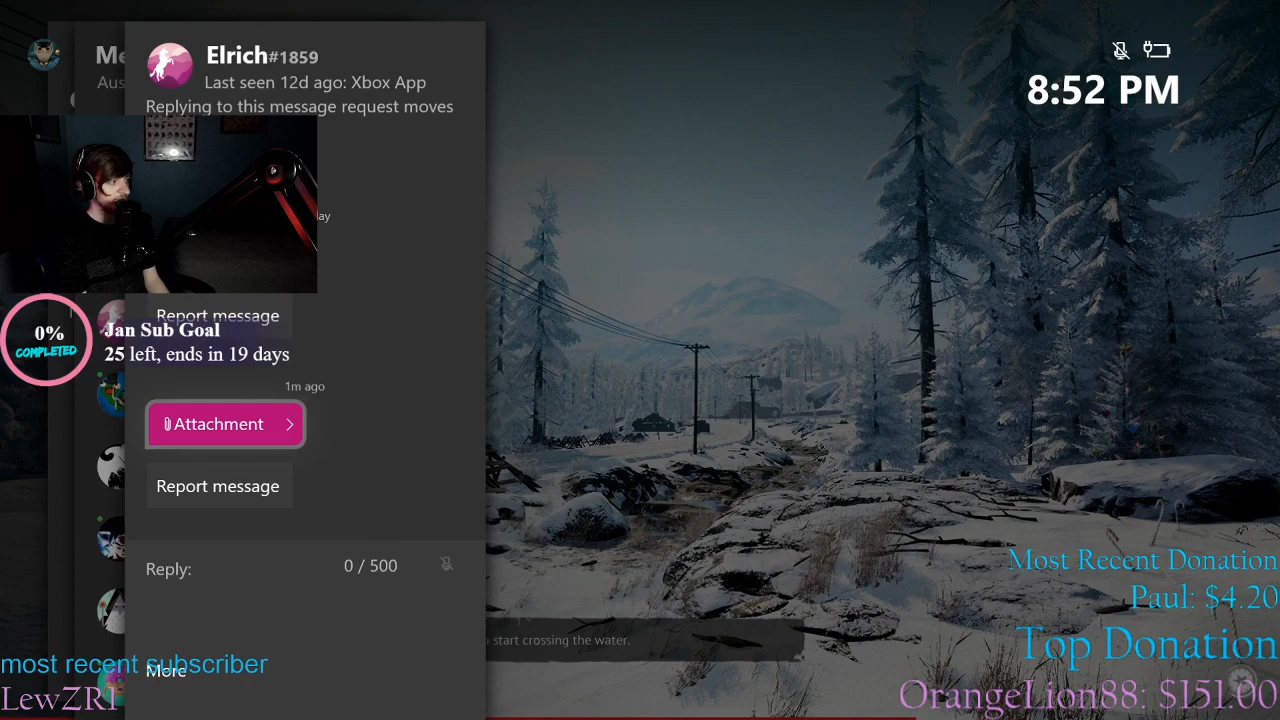 Me
Aus
Elrich#1859
Last seen 12d ago: Xbox App
Replying to this message request moves
8:52 PM
Report message
0%
COMPLETED
Jan Sub Goal
25 left, ends in 19 days
1m ago
Attachment
Report message
Reply:
0 / 500
start crossing the water.
More
most recent subscriber
LewZR1
Most Recent Donation
Paul: $4.20
Top Donation
OrangeLion88: $151.00